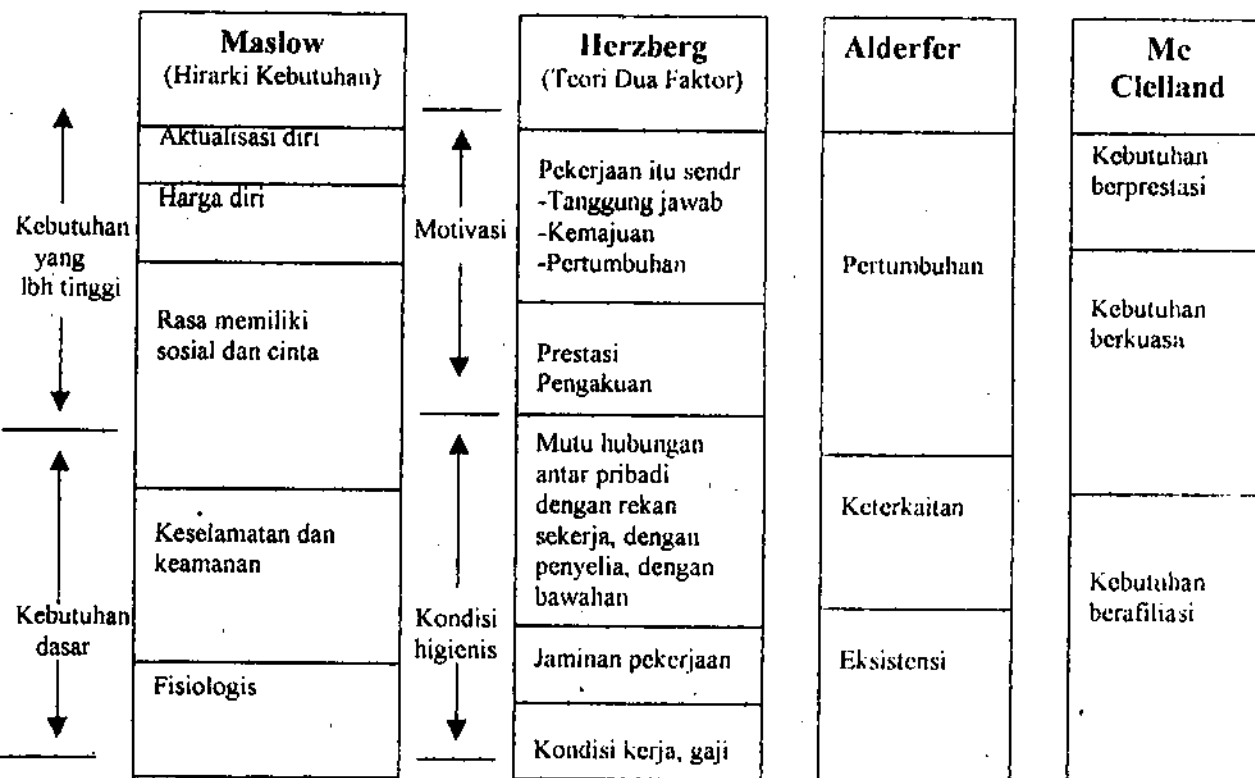 Maslow
(Hirarki Kebutuhan)
Aktualisasi diri
Harga diri
Rasa memiliki
sosial dan cinta
Keselamatan dan
keamanan
Fisiologis
Kebutuhan
yang
lbh tinggi
Kebutuhan
dasar
Herzberg
(Teori Dua Faktor)
Pekerjaan itu sendr
-Tanggung jawab
-Kemajuan
-Pertumbuhan
Prestasi
Pengakuan
Mutu hubungan
antar pribadi
dengan rekan
sekerja, dengan
penyelia, dengan
bawahan
Jaminan pekerjaan
Kondisi kerja, gaji
Motivasi
Kondisi
higienis
Alderfer
Pertumbuhan
Keterkaitan
Eksistensi
Mc
Clelland
Kebutuhan
berprestasi
Kebutuhan
berkuasa
Kebutuhan
berafiliasi